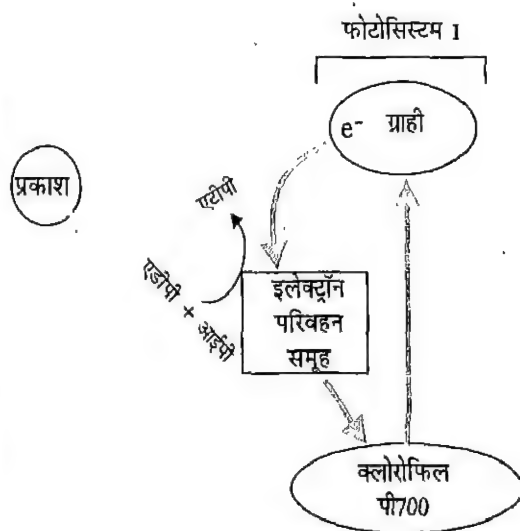 फोटोसिस्टम I
e⁻ ग्राही
प्रकाश
एटीपी
एडीपी + आईपी
इलेक्ट्रॉन
परिवहन
समूह
क्लोरोफिल
पी700